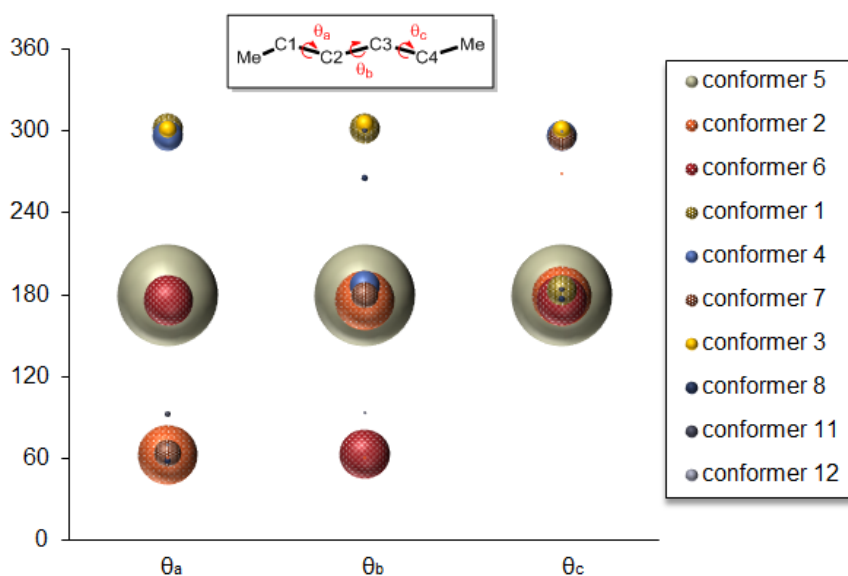 360
300
240
180
120
60
0
θa
θb
θc
Me
C1
θa
C2
θb
C3
θc
C4
Me
conformer 5
conformer 2
conformer 6
conformer 1
conformer 4
conformer 7
conformer 3
conformer 8
conformer 11
conformer 12